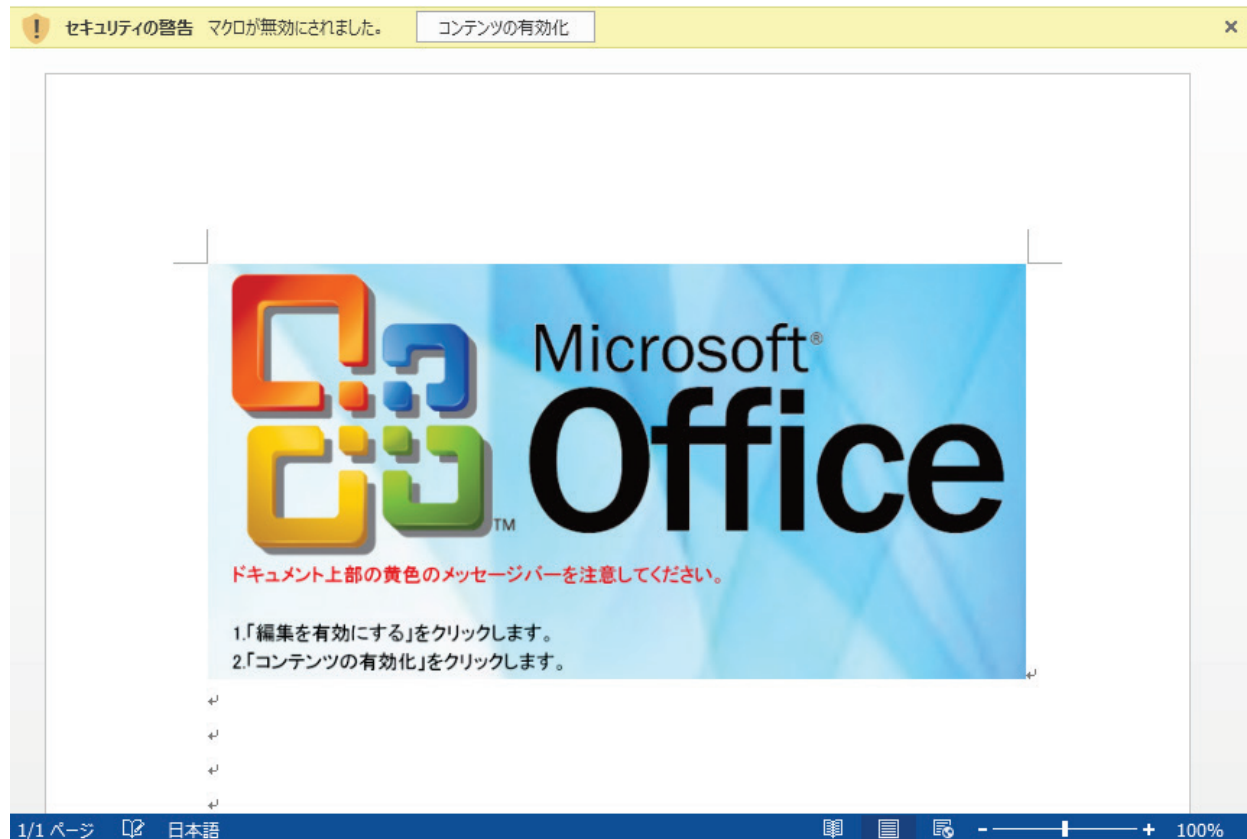 セキュリティの警告 マクロが無効にされました。 コンテンツの有効化
Microsoft®
Office
TM
ドキュメント上部の黄色のメッセージバーを注意してください。
1.「編集を有効にする」をクリックします。
2.「コンテンツの有効化」をクリックします。
1/1 ページ 日本語 100%